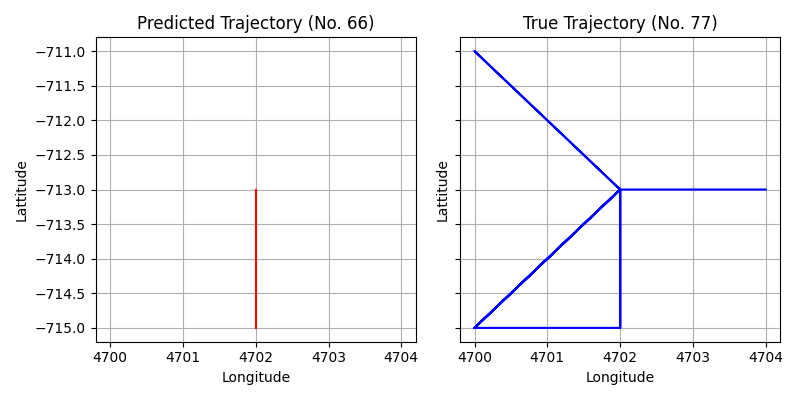 Predicted Trajectory (No. 66)
True Trajectory (No. 77)
Lattitude
−711.0
−711.5
−712.0
−712.5
−713.0
−713.5
−714.0
−714.5
−715.0
4700 4701 4702 4703 4704
Longitude
Lattitude
4700 4701 4702 4703 4704
Longitude